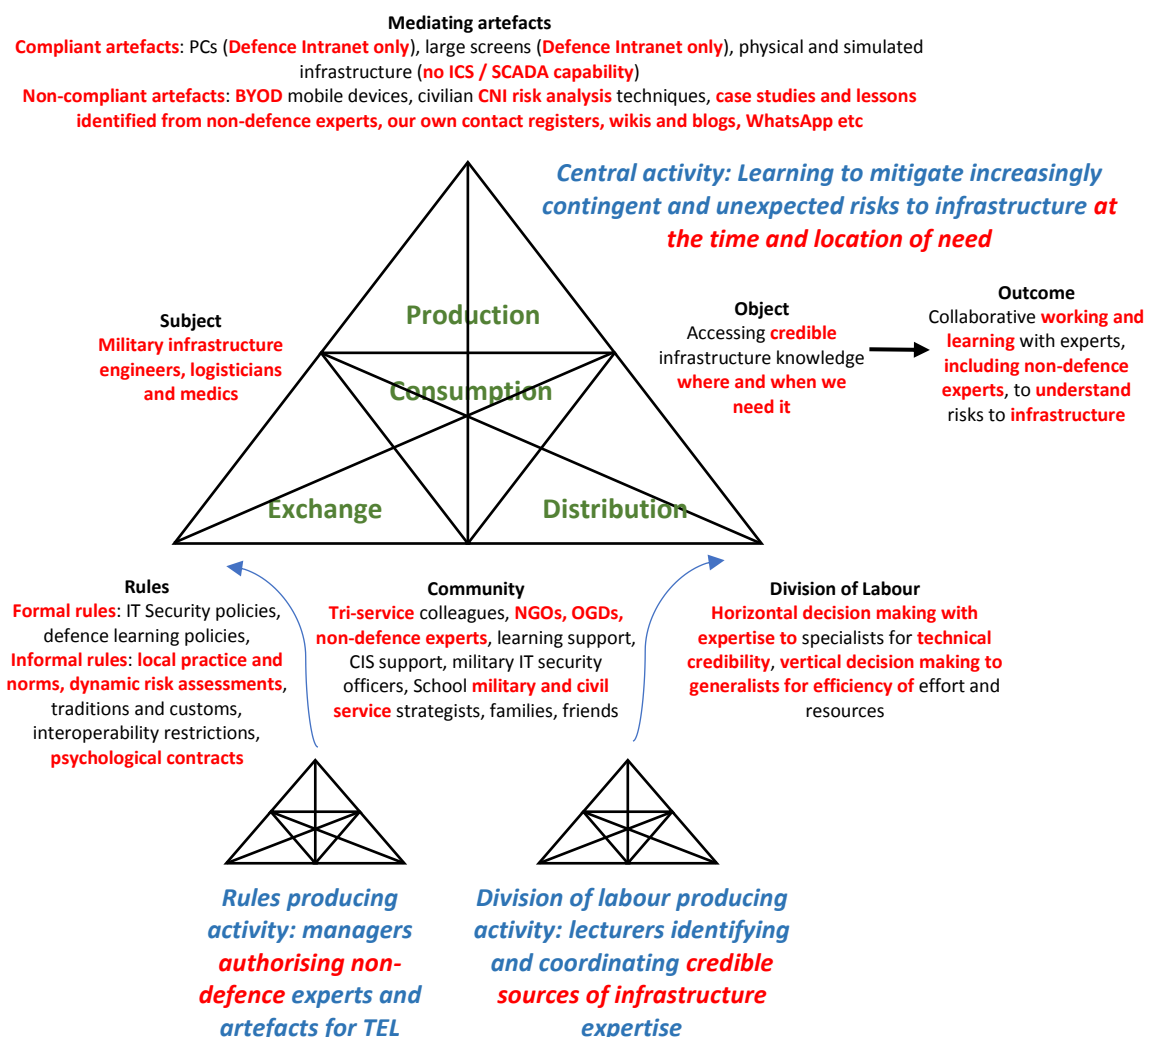 Mediating artefacts
Compliant artefacts: PCs (Defence Intranet only), large screens (Defence Intranet only), physical and simulated
infrastructure (no ICS / SCADA capability)
Non-compliant artefacts: BYOD mobile devices, civilian CNI risk analysis techniques, case studies and lessons
identified from non-defence experts, our own contact registers, wikis and blogs, WhatsApp etc
Central activity: Learning to mitigate increasingly
contingent and unexpected risks to infrastructure at
the time and location of need
Subject
Military infrastructure
engineers, logisticians
and medics
Production
Consumption
Exchange
Distribution
Object
Accessing credible
infrastructure knowledge
where and when we
need it
Outcome
Collaborative working and
learning with experts,
including non-defence
experts, to understand
risks to infrastructure
Rules
Formal rules: IT Security policies,
defence learning policies,
Informal rules: local practice and
norms, dynamic risk assessments,
traditions and customs,
interoperability restrictions,
psychological contracts
Community
Tri-service colleagues, NGOs, OGDs,
non-defence experts, learning support,
CIS support, military IT security
officers, School military and civil
service strategists, families, friends
Division of Labour
Horizontal decision making with
expertise to specialists for technical
credibility, vertical decision making to
generalists for efficiency of effort and
resources
Rules producing
activity: managers
authorising non-
defence experts and
artefacts for TEL
Division of labour producing
activity: lecturers identifying
and coordinating credible
sources of infrastructure
expertise